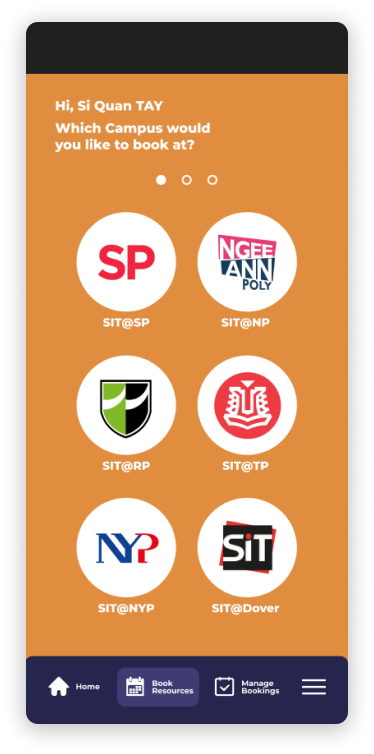 Hi, Si Quan TAY
Which Campus would
you like to book at?
SP
NGEE
ANN
POLY
SIT@SP
SIT@NP
SIT@RP
SIT@TP
NYP
SiT
SIT@NYP
SIT@Dover
Home
Book
Resources
Manage
Bookings